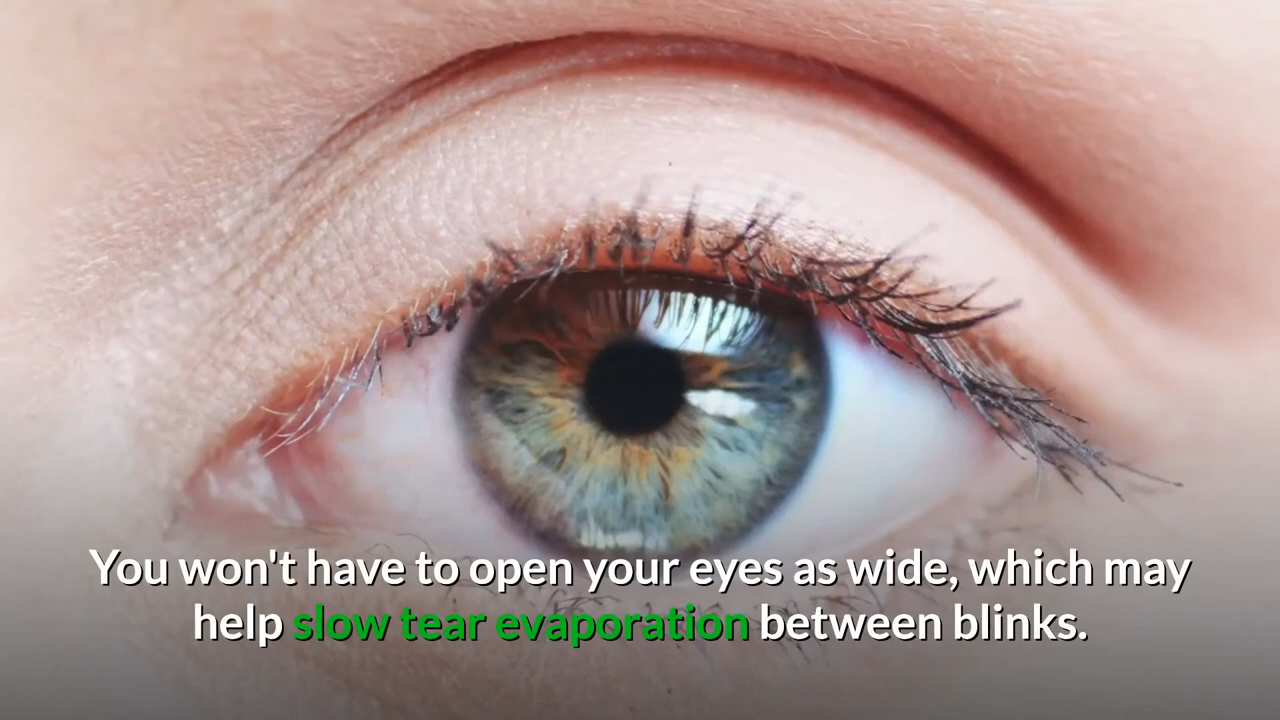 You won't have to open your eyes as wide, which may
help slow tear evaporation between blinks.